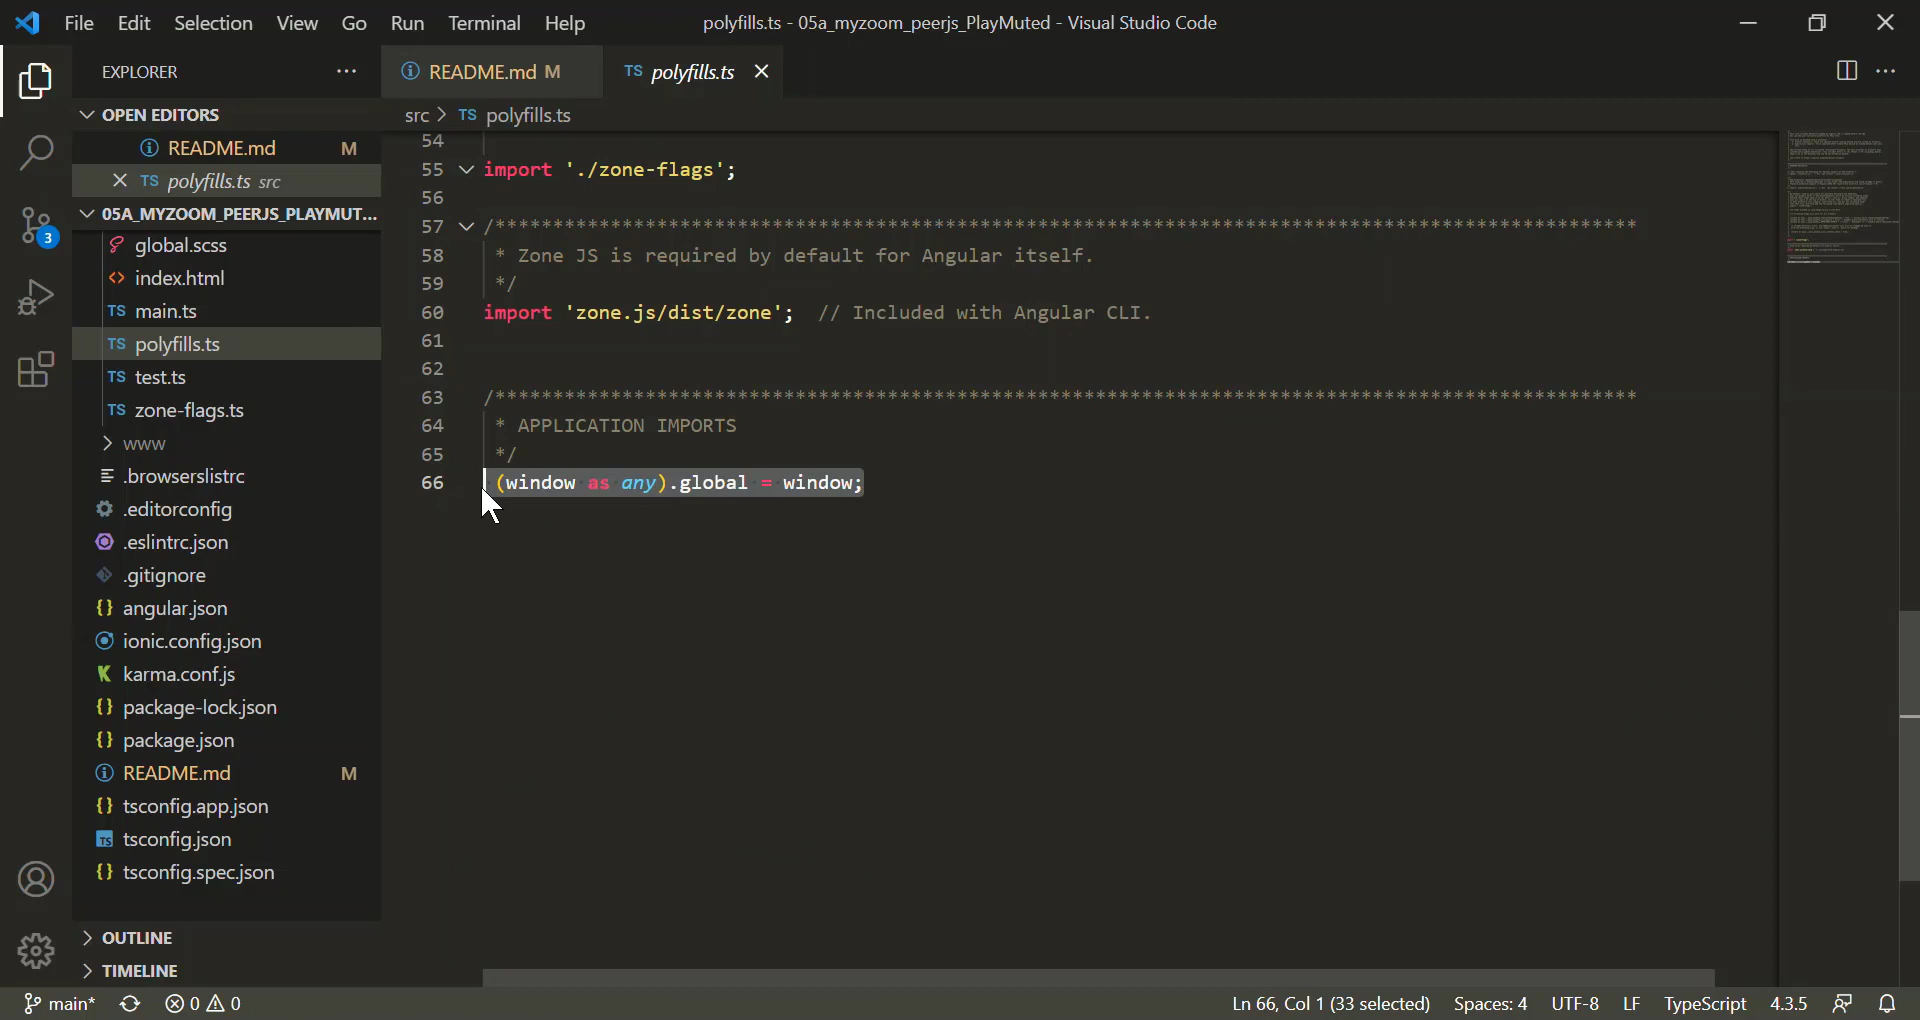 File Edit Selection View Go Run Terminal Help
polyfills.ts - 05a_myzoom_peerjs_PlayMuted - Visual Studio Code
EXPLORER
README.md M
TS polyfills.ts
OPEN EDITORS
README.md M
TS polyfills.ts src
05A_MYZOOM_PEERJS_PLAYMUT...
global.scss
index.html
TS main.ts
TS polyfills.ts
TS test.ts
TS zone-flags.ts
www
.browserslistrc
.editorconfig
.eslintrc.json
.gitignore
{} angular.json
ionic.config.json
karma.conf.js
{} package-lock.json
{} package.json
README.md M
{} tsconfig.app.json
TS tsconfig.json
{} tsconfig.spec.json
OUTLINE
TIMELINE
3
src > TS polyfills.ts
54
55 import './zone-flags';
56
57 /***************************************************************************************************
58 * Zone JS is required by default for Angular itself.
59 */
60 import 'zone.js/dist/zone'; // Included with Angular CLI.
61
62
63 /***************************************************************************************************
64 * APPLICATION IMPORTS
65 */
66 (window as any).global = window;
main* 0 0
Ln 66, Col 1 (33 selected) Spaces: 4 UTF-8 LF TypeScript 4.3.5